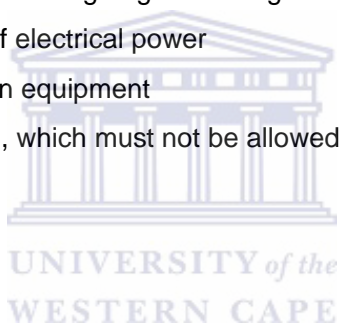 f electrical power
n equipment
, which must not be allowed
UNIVERSITY of the
WESTERN CAPE